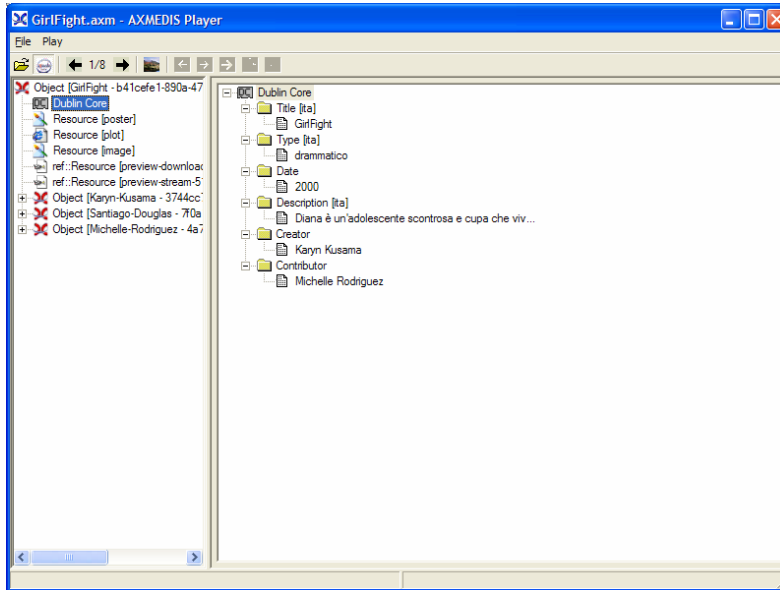 GirlFight.axm - AXMEDIS Player
File Play
1/8
Object [GirlFight - b41cefe1-890a-47
Dublin Core
Resource [poster]
Resource [plot]
Resource [image]
ref::Resource [preview-downloac
ref::Resource [preview-stream-5
Object [Karyn-Kusama - 3744cc
Object [Santiago-Douglas - 7f0a
Object [Michelle-Rodriguez - 4a7
DC Dublin Core
Title [ita]
GirlFight
Type [ita]
drammatico
Date
2000
Description [ita]
Diana è un'adolescente scontrosa e cupa che viv...
Creator
Karyn Kusama
Contributor
Michelle Rodriguez